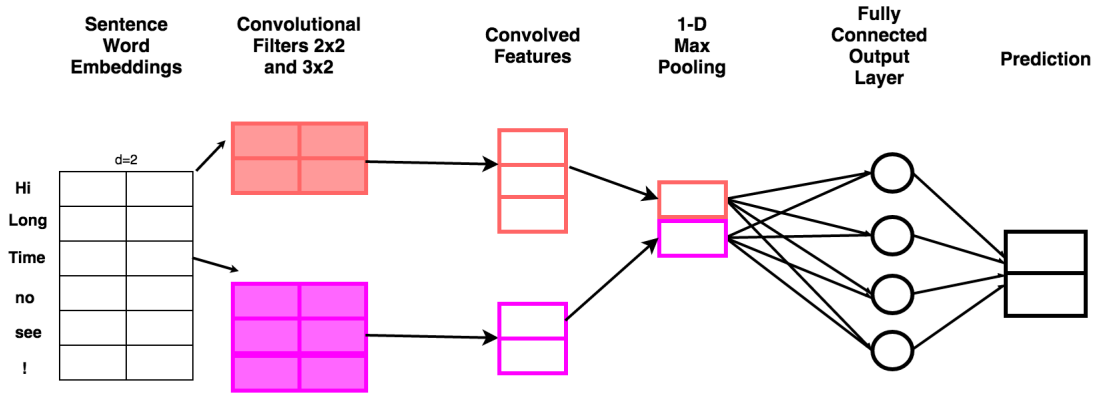 Sentence
Word
Embeddings
Convolutional
Filters 2x2
and 3x2
Convolved
Features
1-D
Max
Pooling
Fully
Connected
Output
Layer
Prediction
d=2
Hi
Long
Time
no
see
!